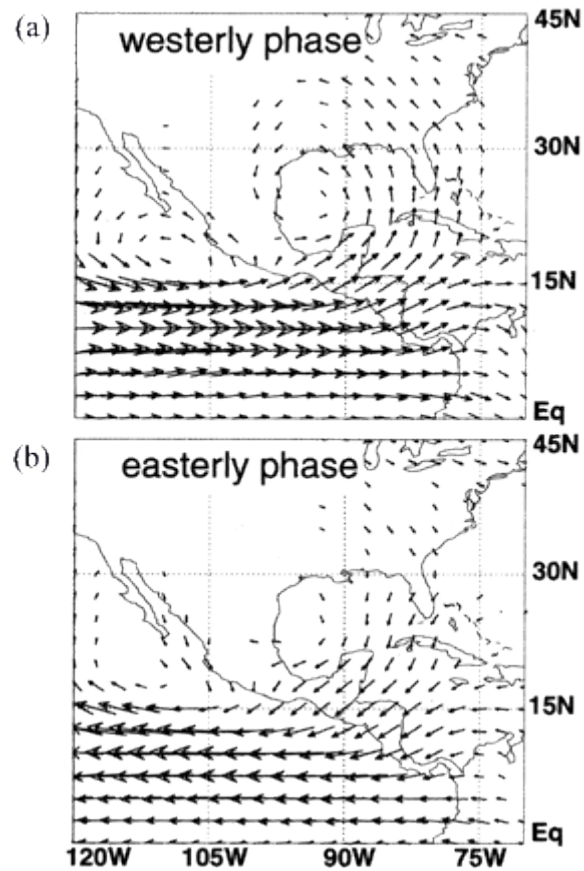 (a)
westerly phase
45N
30N
15N
Eq
(b)
easterly phase
45N
30N
15N
Eq
120W 105W 90W 75W